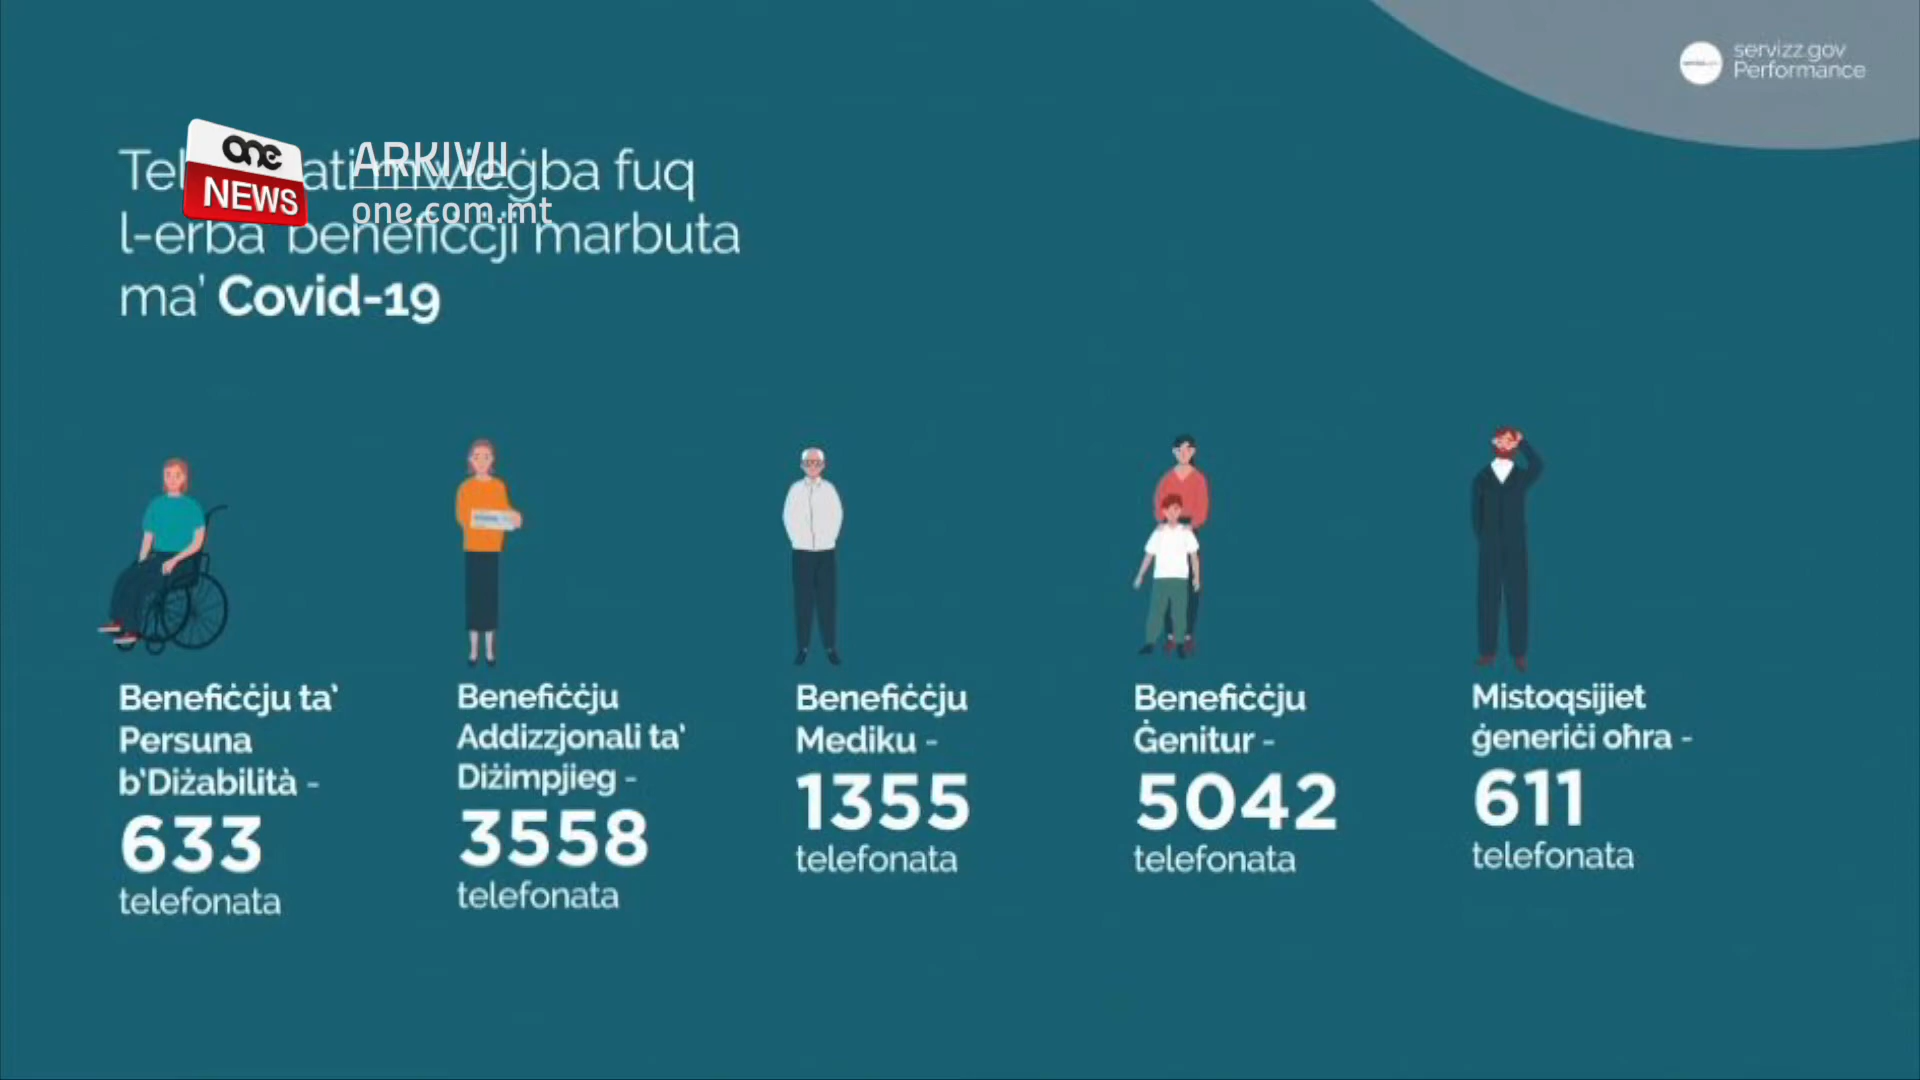 servizz.gov
Performance
one
NEWS
ARKIVJI
one.com.mt
mwieġba fuq
l-erba' benefiċċji marbuta
ma' Covid-19
Benefiċċju ta'
Persuna
b'Diżabilità -
633
telefonata
Benefiċċju
Addizzjonali ta'
Diżimpjieg -
3558
telefonata
Benefiċċju
Mediku -
1355
telefonata
Benefiċċju
Ġenitur -
5042
telefonata
Mistoqsijiet
ġeneriċi oħra -
611
telefonata